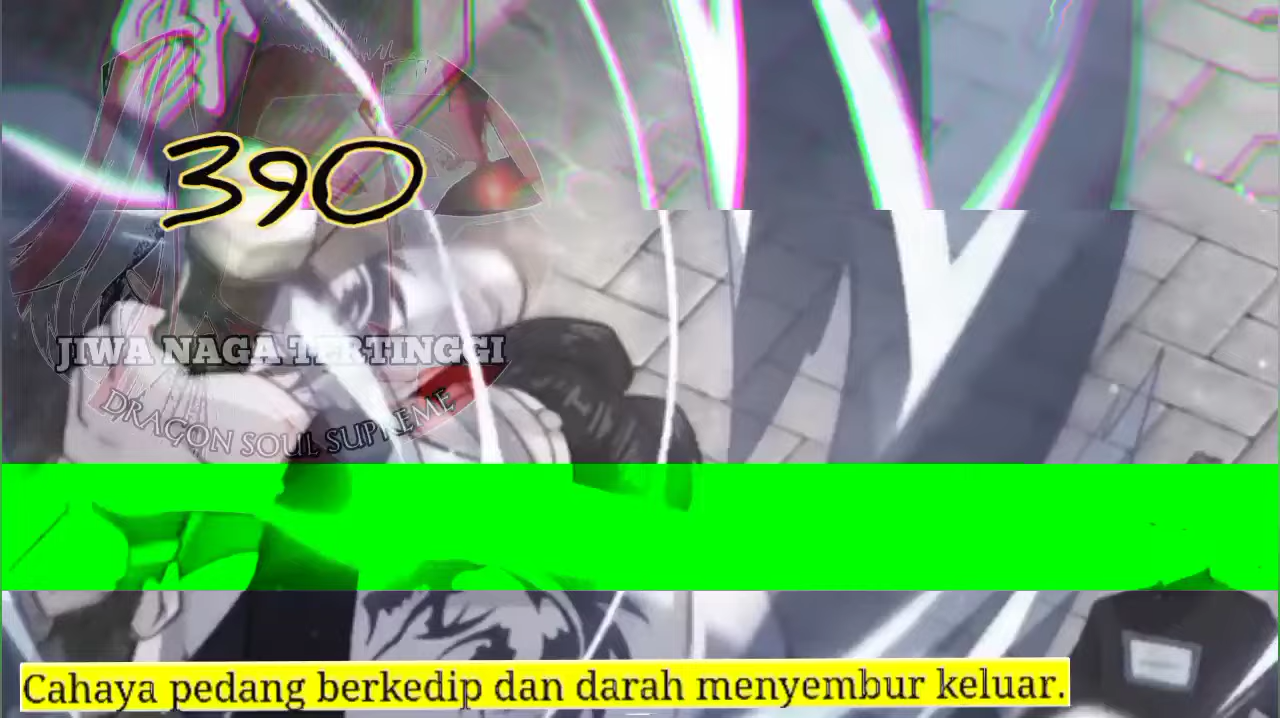 390
JIWA NAGA TERTINGGI
DRAGON SOUL SUPREME
Cahaya pedang berkedip dan darah menyembur keluar.